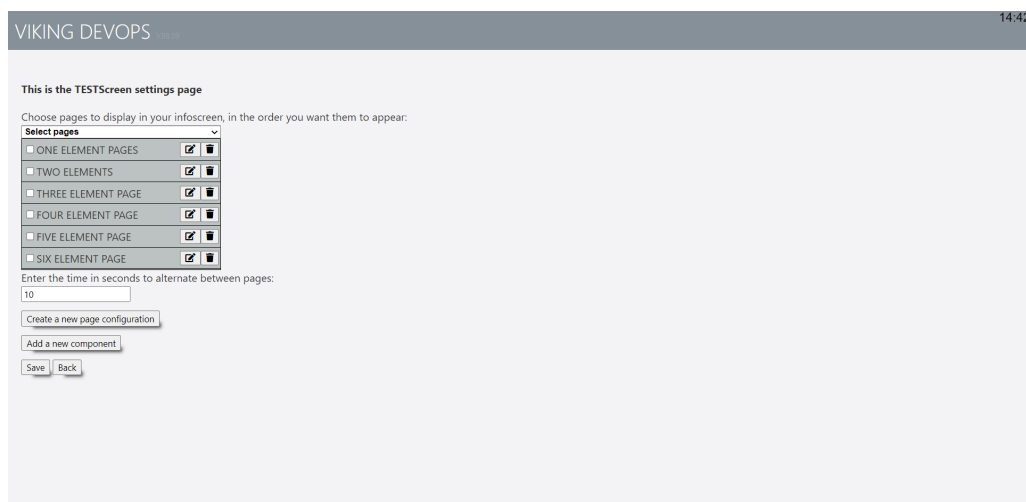 14:42
VIKING DEVOPS
This is the TESTScreen settings page
Choose pages to display in your infoscreen, in the order you want them to appear:
Select pages
ONE ELEMENT PAGES
TWO ELEMENTS
THREE ELEMENT PAGE
FOUR ELEMENT PAGE
FIVE ELEMENT PAGE
SIX ELEMENT PAGE
Enter the time in seconds to alternate between pages:
10
Create a new page configuration
Add a new component
Save Back